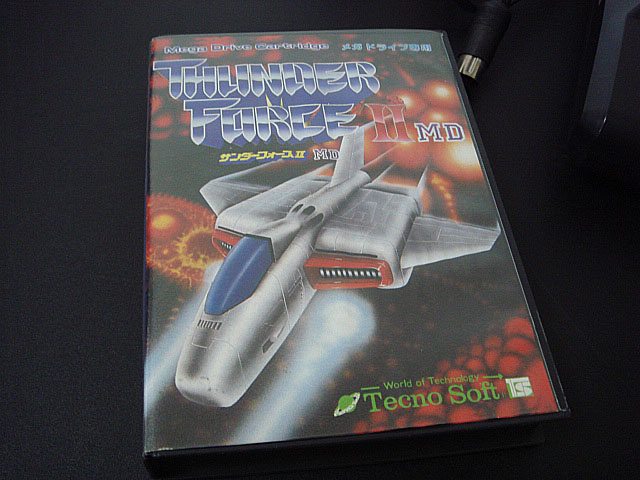 Mega Drive Cartridge メガドライブ専用
THUNDER
FORCE II MD
サンダーフォースII MD
World of Technology
Tecno Soft